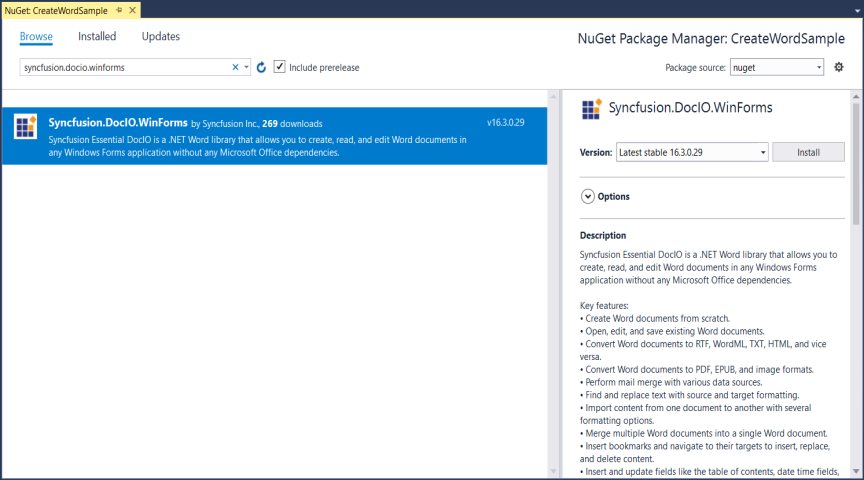 NuGet: CreateWordSample
Browse Installed Updates
NuGet Package Manager: CreateWordSample
syncfusion.docio.winforms
Include prerelease
Package source: nuget
Syncfusion.DocIO.WinForms by Syncfusion Inc., 269 downloads
v16.3.0.29
Syncfusion Essential DocIO is a .NET Word library that allows you to create, read, and edit Word documents in
any Windows Forms application without any Microsoft Office dependencies.
Syncfusion.DocIO.WinForms
Version: Latest stable 16.3.0.29 Install
Options
Description
Syncfusion Essential DocIO is a .NET Word library that allows you to
create, read, and edit Word documents in any Windows Forms
application without any Microsoft Office dependencies.
Key features:
• Create Word documents from scratch.
• Open, edit, and save existing Word documents.
• Convert Word documents to RTF, WordML, TXT, HTML, and vice
versa.
• Convert Word documents to PDF, EPUB, and image formats.
• Perform mail merge with various data sources.
• Find and replace text with source and target formatting.
• Import content from one document to another with several
formatting options.
• Merge multiple Word documents into a single Word document.
• Insert bookmarks and navigate to their targets to insert, replace,
and delete content.
• Insert and update fields like the table of contents, date time fields,